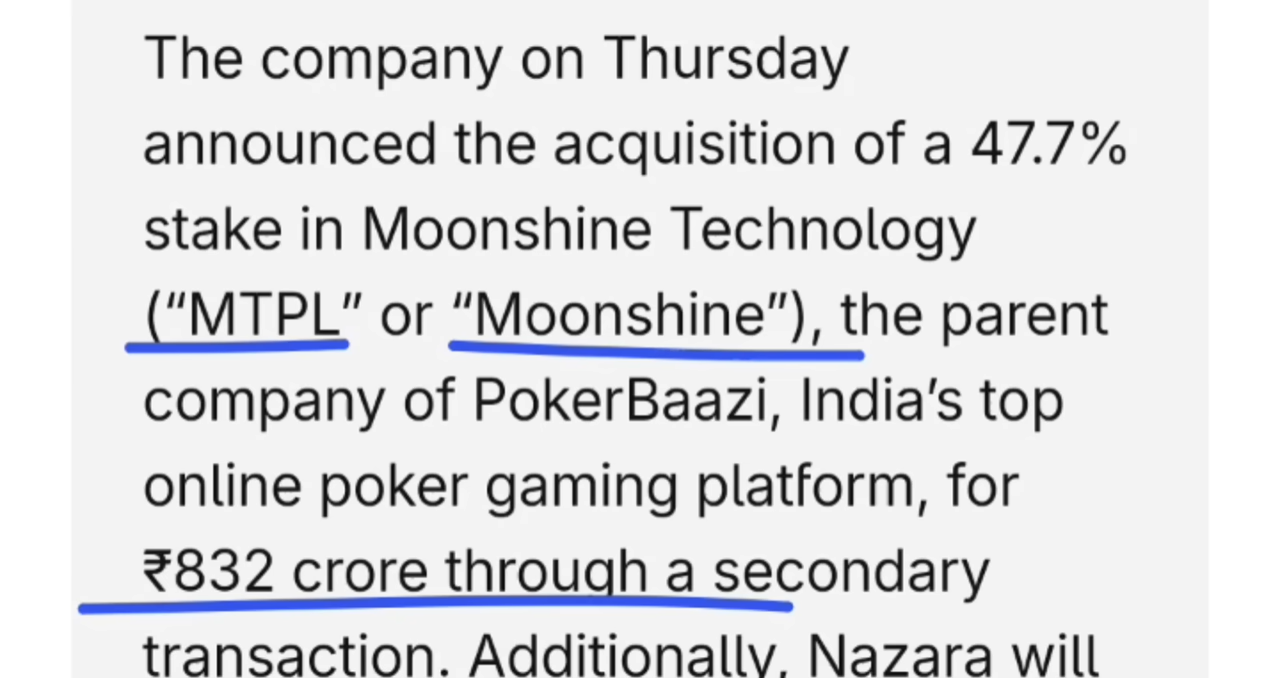 The company on Thursday
announced the acquisition of a 47.7%
stake in Moonshine Technology
(“MTPL” or “Moonshine”), the parent
company of PokerBaazi, India’s top
online poker gaming platform, for
₹832 crore through a secondary
transaction. Additionally, Nazara will